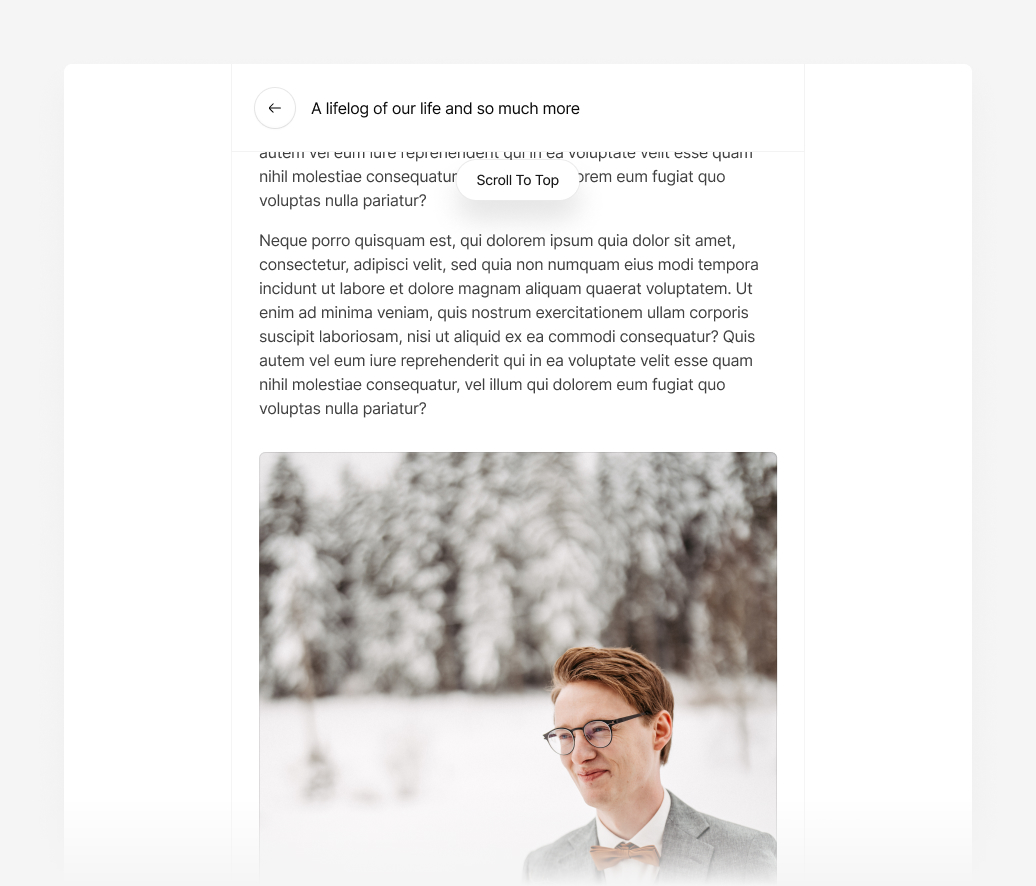 A lifelog of our life and so much more
autem vel eum iure reprehenderit qui in ea voluptate velit esse quam
nihil molestiae consequatur
Scroll To Top
orem eum fugiat quo
voluptas nulla pariatur?
Neque porro quisquam est, qui dolorem ipsum quia dolor sit amet,
consectetur, adipisci velit, sed quia non numquam eius modi tempora
incidunt ut labore et dolore magnam aliquam quaerat voluptatem. Ut
enim ad minima veniam, quis nostrum exercitationem ullam corporis
suscipit laboriosam, nisi ut aliquid ex ea commodi consequatur? Quis
autem vel eum iure reprehenderit qui in ea voluptate velit esse quam
nihil molestiae consequatur, vel illum qui dolorem eum fugiat quo
voluptas nulla pariatur?